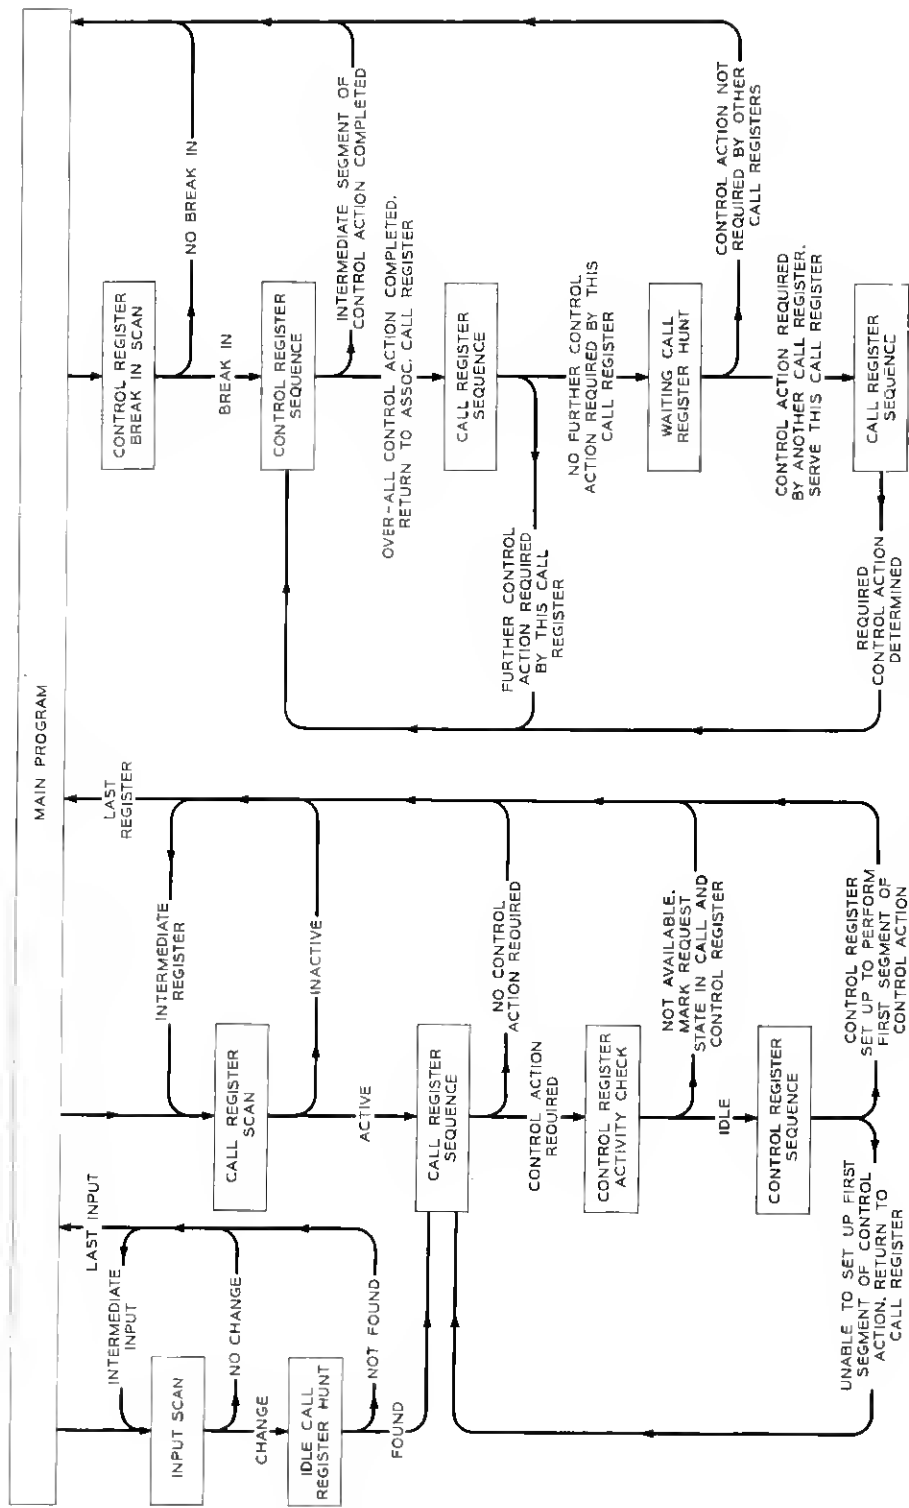 MAIN PROGRAM
LAST INPUT
INTERMEDIATE
INPUT
INPUT SCAN
NO CHANGE
CHANGE
IDLE CALL
REGISTER HUNT
NOT FOUND
FOUND
LAST
REGISTER
INTERMEDIATE
REGISTER
CALL REGISTER
SCAN
INACTIVE
ACTIVE
CALL REGISTER
SEQUENCE
NO CONTROL
ACTION REQUIRED
CONTROL ACTION
REQUIRED
CONTROL REGISTER
ACTIVITY CHECK
NOT AVAILABLE.
MARK REQUEST
STATE IN CALL AND
CONTROL REGISTER
IDLE
CONTROL REGISTER
SEQUENCE
UNABLE TO SET UP FIRST
SEGMENT OF CONTROL
ACTION. RETURN TO
CALL REGISTER
CONTROL REGISTER
SET UP TO PERFORM
FIRST SEGMENT OF
CONTROL ACTION
CONTROL REGISTER
BREAK IN SCAN
NO BREAK IN
BREAK IN
CONTROL REGISTER
SEQUENCE
INTERMEDIATE SEGMENT OF
CONTROL ACTION COMPLETED
OVER-ALL CONTROL ACTION COMPLETED.
RETURN TO ASSOC. CALL REGISTER
CALL REGISTER
SEQUENCE
FURTHER CONTROL
ACTION REQUIRED
BY THIS CALL
REGISTER
NO FURTHER CONTROL
ACTION REQUIRED BY THIS
CALL REGISTER
WAITING CALL
REGISTER HUNT
CONTROL ACTION NOT
REQUIRED BY OTHER
CALL REGISTERS
CONTROL ACTION REQUIRED
BY ANOTHER CALL REGISTER.
SERVE THIS CALL REGISTER
CALL REGISTER
SEQUENCE
REQUIRED
CONTROL ACTION
DETERMINED